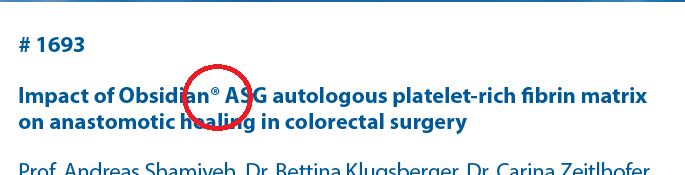 # 1693
Impact of Obsidian® ASG autologous platelet-rich fibrin matrix
on anastomotic healing in colorectal surgery
Prof. Andreas Shamiyeh, Dr. Bettina Klugsberger, Dr. Carina Zeitlhofer